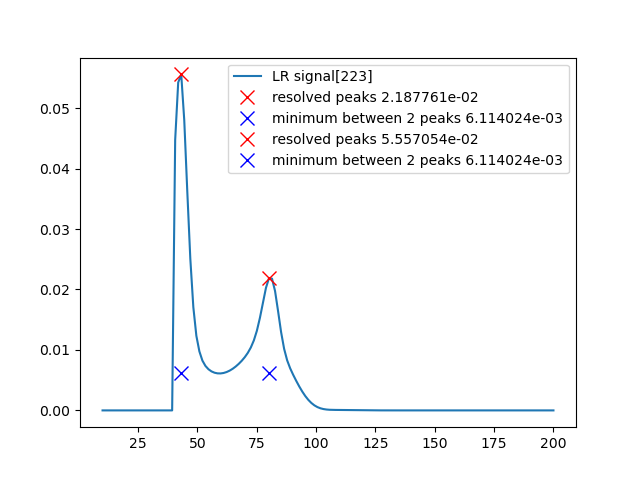 LR signal[223]
resolved peaks 2.187761e-02
minimum between 2 peaks 6.114024e-03
resolved peaks 5.557054e-02
minimum between 2 peaks 6.114024e-03
0.05
0.04
0.03
0.02
0.01
0.00
25 50 75 100 125 150 175 200